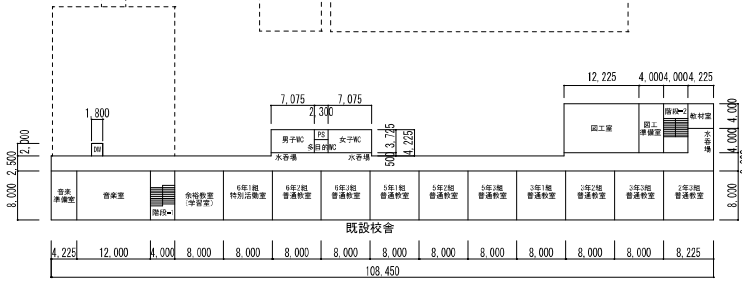 12,225
4,000
4,000
4,225
7,075
7,075
2,300
1,800
2,000
DW
男子WC
PS
女子WC
多目的WC
3,725
500
4,225
水呑場
水呑場
図工室
図工
準備室
階段-2
教材室
水呑場
4,000
4,000
2,500
8,000
音楽
準備室
音楽室
階段-1
余裕教室
(学習室)
6年1組
特別活動室
6年2組
普通教室
6年3組
普通教室
5年1組
普通教室
5年2組
普通教室
5年3組
普通教室
3年1組
普通教室
3年2組
普通教室
3年3組
普通教室
2年3組
普通教室
8,000
既設校舎
4,225
12,000
4,000
8,000
8,000
8,000
8,000
8,000
8,000
8,000
8,000
8,000
8,000
8,225
108,450